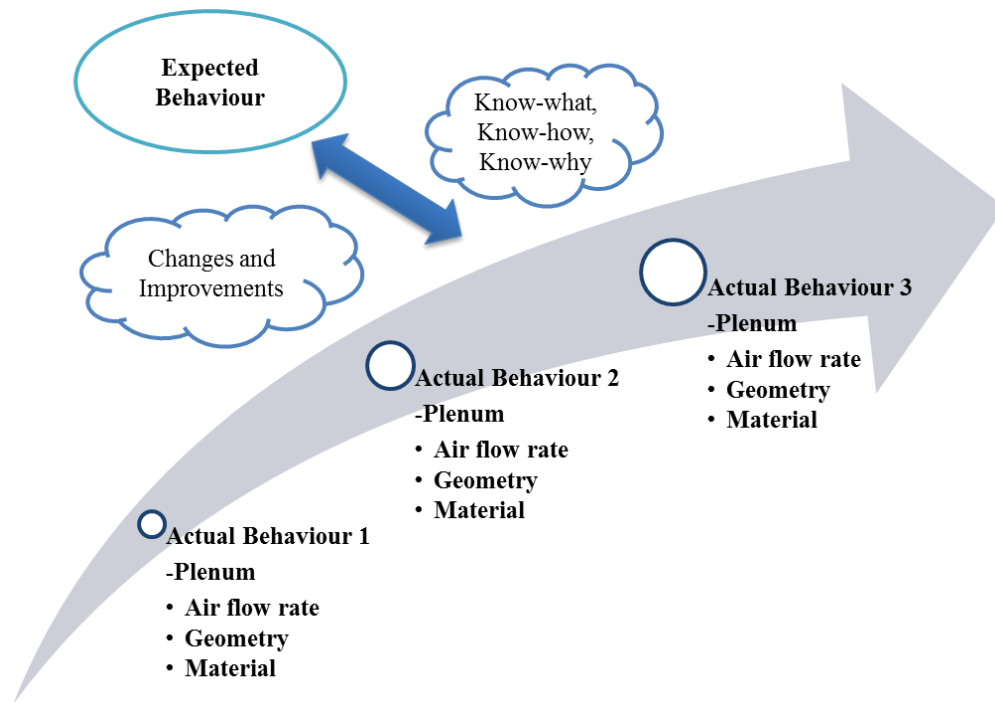 Expected
Behaviour
Know-what,
Know-how,
Know-why
Changes and
Improvements
Actual Behaviour 3
-Plenum
• Air flow rate
• Geometry
• Material
Actual Behaviour 2
-Plenum
• Air flow rate
• Geometry
• Material
Actual Behaviour 1
-Plenum
• Air flow rate
• Geometry
• Material